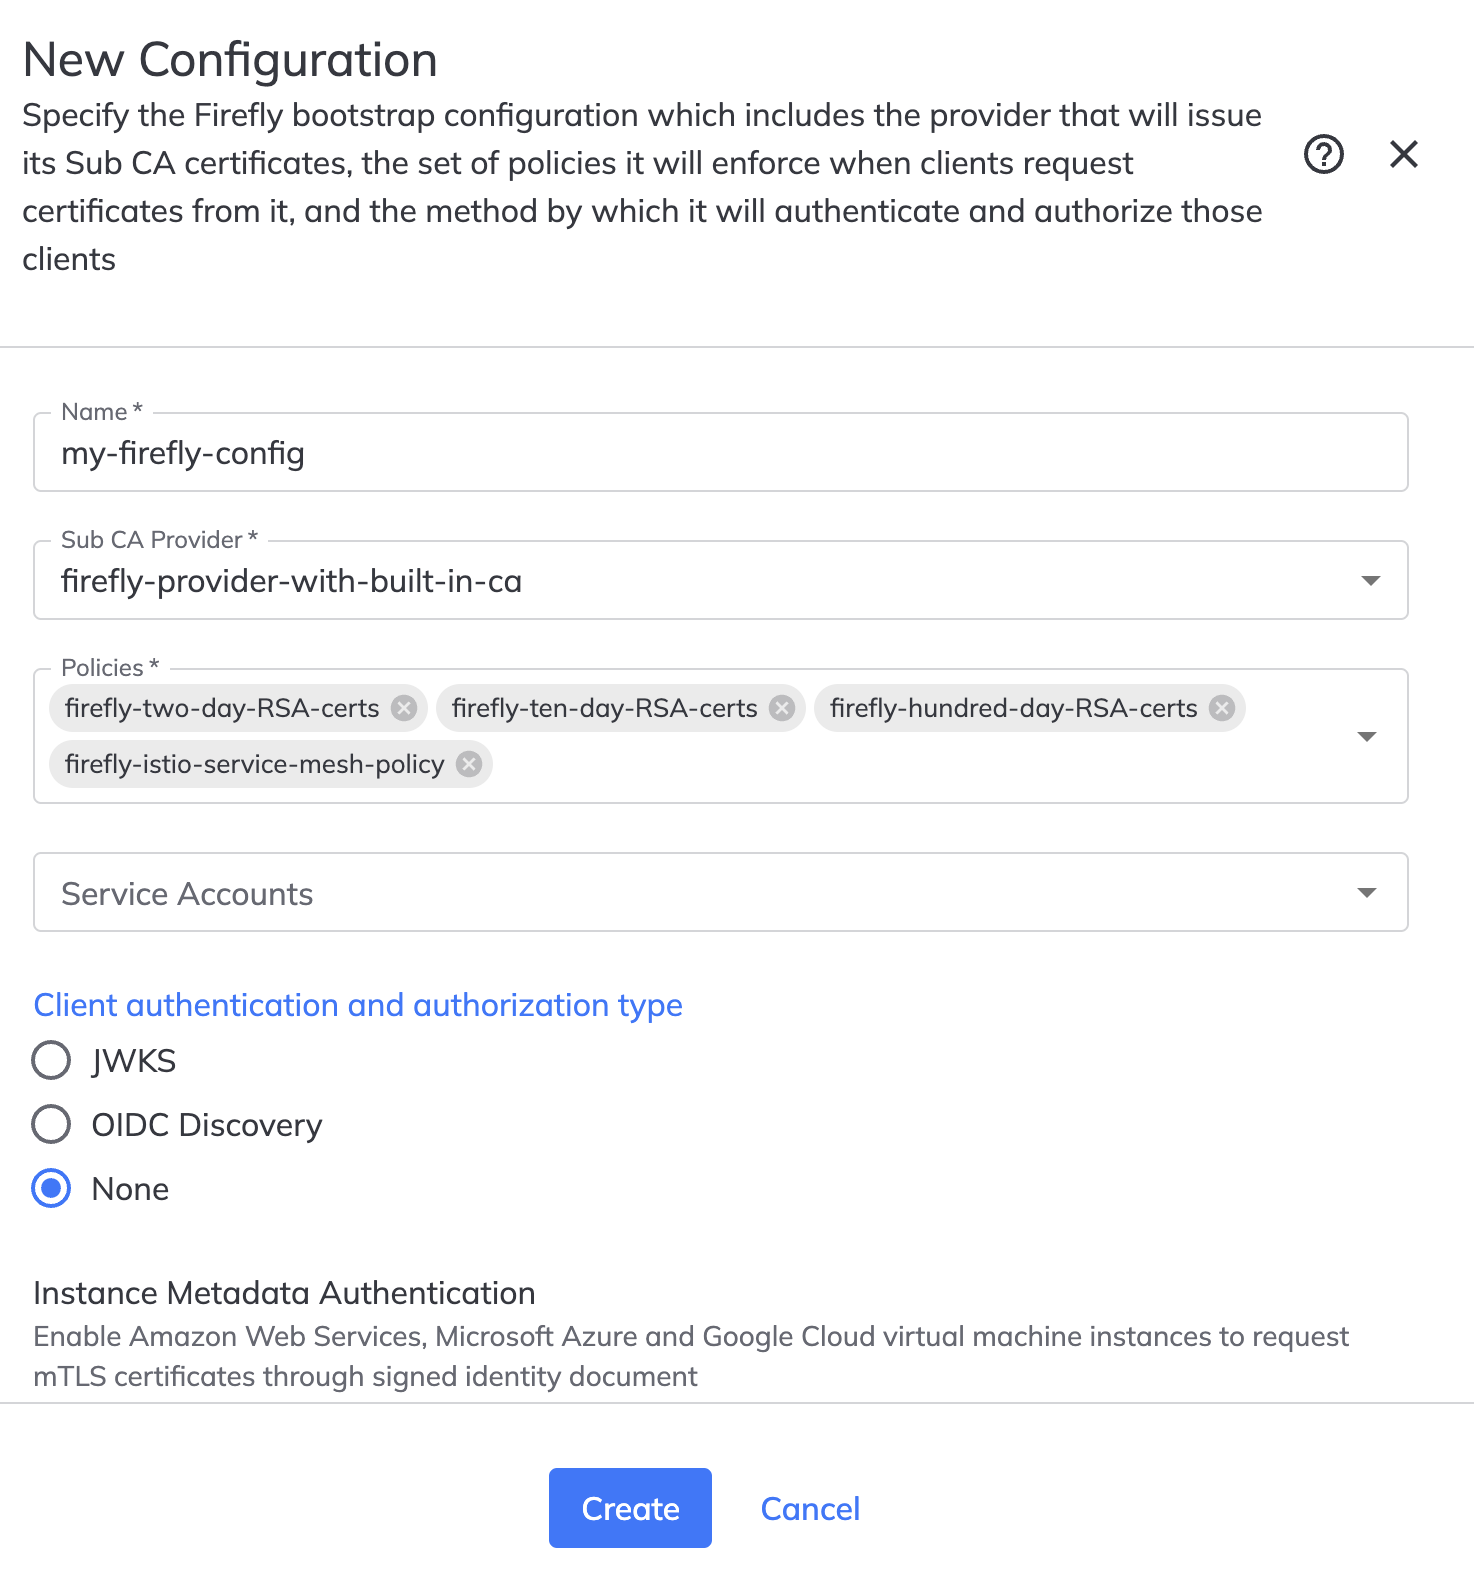 New Configuration
Specify the Firefly bootstrap configuration which includes the provider that will issue
its Sub CA certificates, the set of policies it will enforce when clients request
certificates from it, and the method by which it will authenticate and authorize those
clients
Name *
my-firefly-config
Sub CA Provider *
firefly-provider-with-built-in-ca
Policies *
firefly-two-day-RSA-certs firefly-ten-day-RSA-certs firefly-hundred-day-RSA-certs
firefly-istio-service-mesh-policy
Service Accounts
Client authentication and authorization type
JWKS
OIDC Discovery
None
Instance Metadata Authentication
Enable Amazon Web Services, Microsoft Azure and Google Cloud virtual machine instances to request
mTLS certificates through signed identity document
Create Cancel